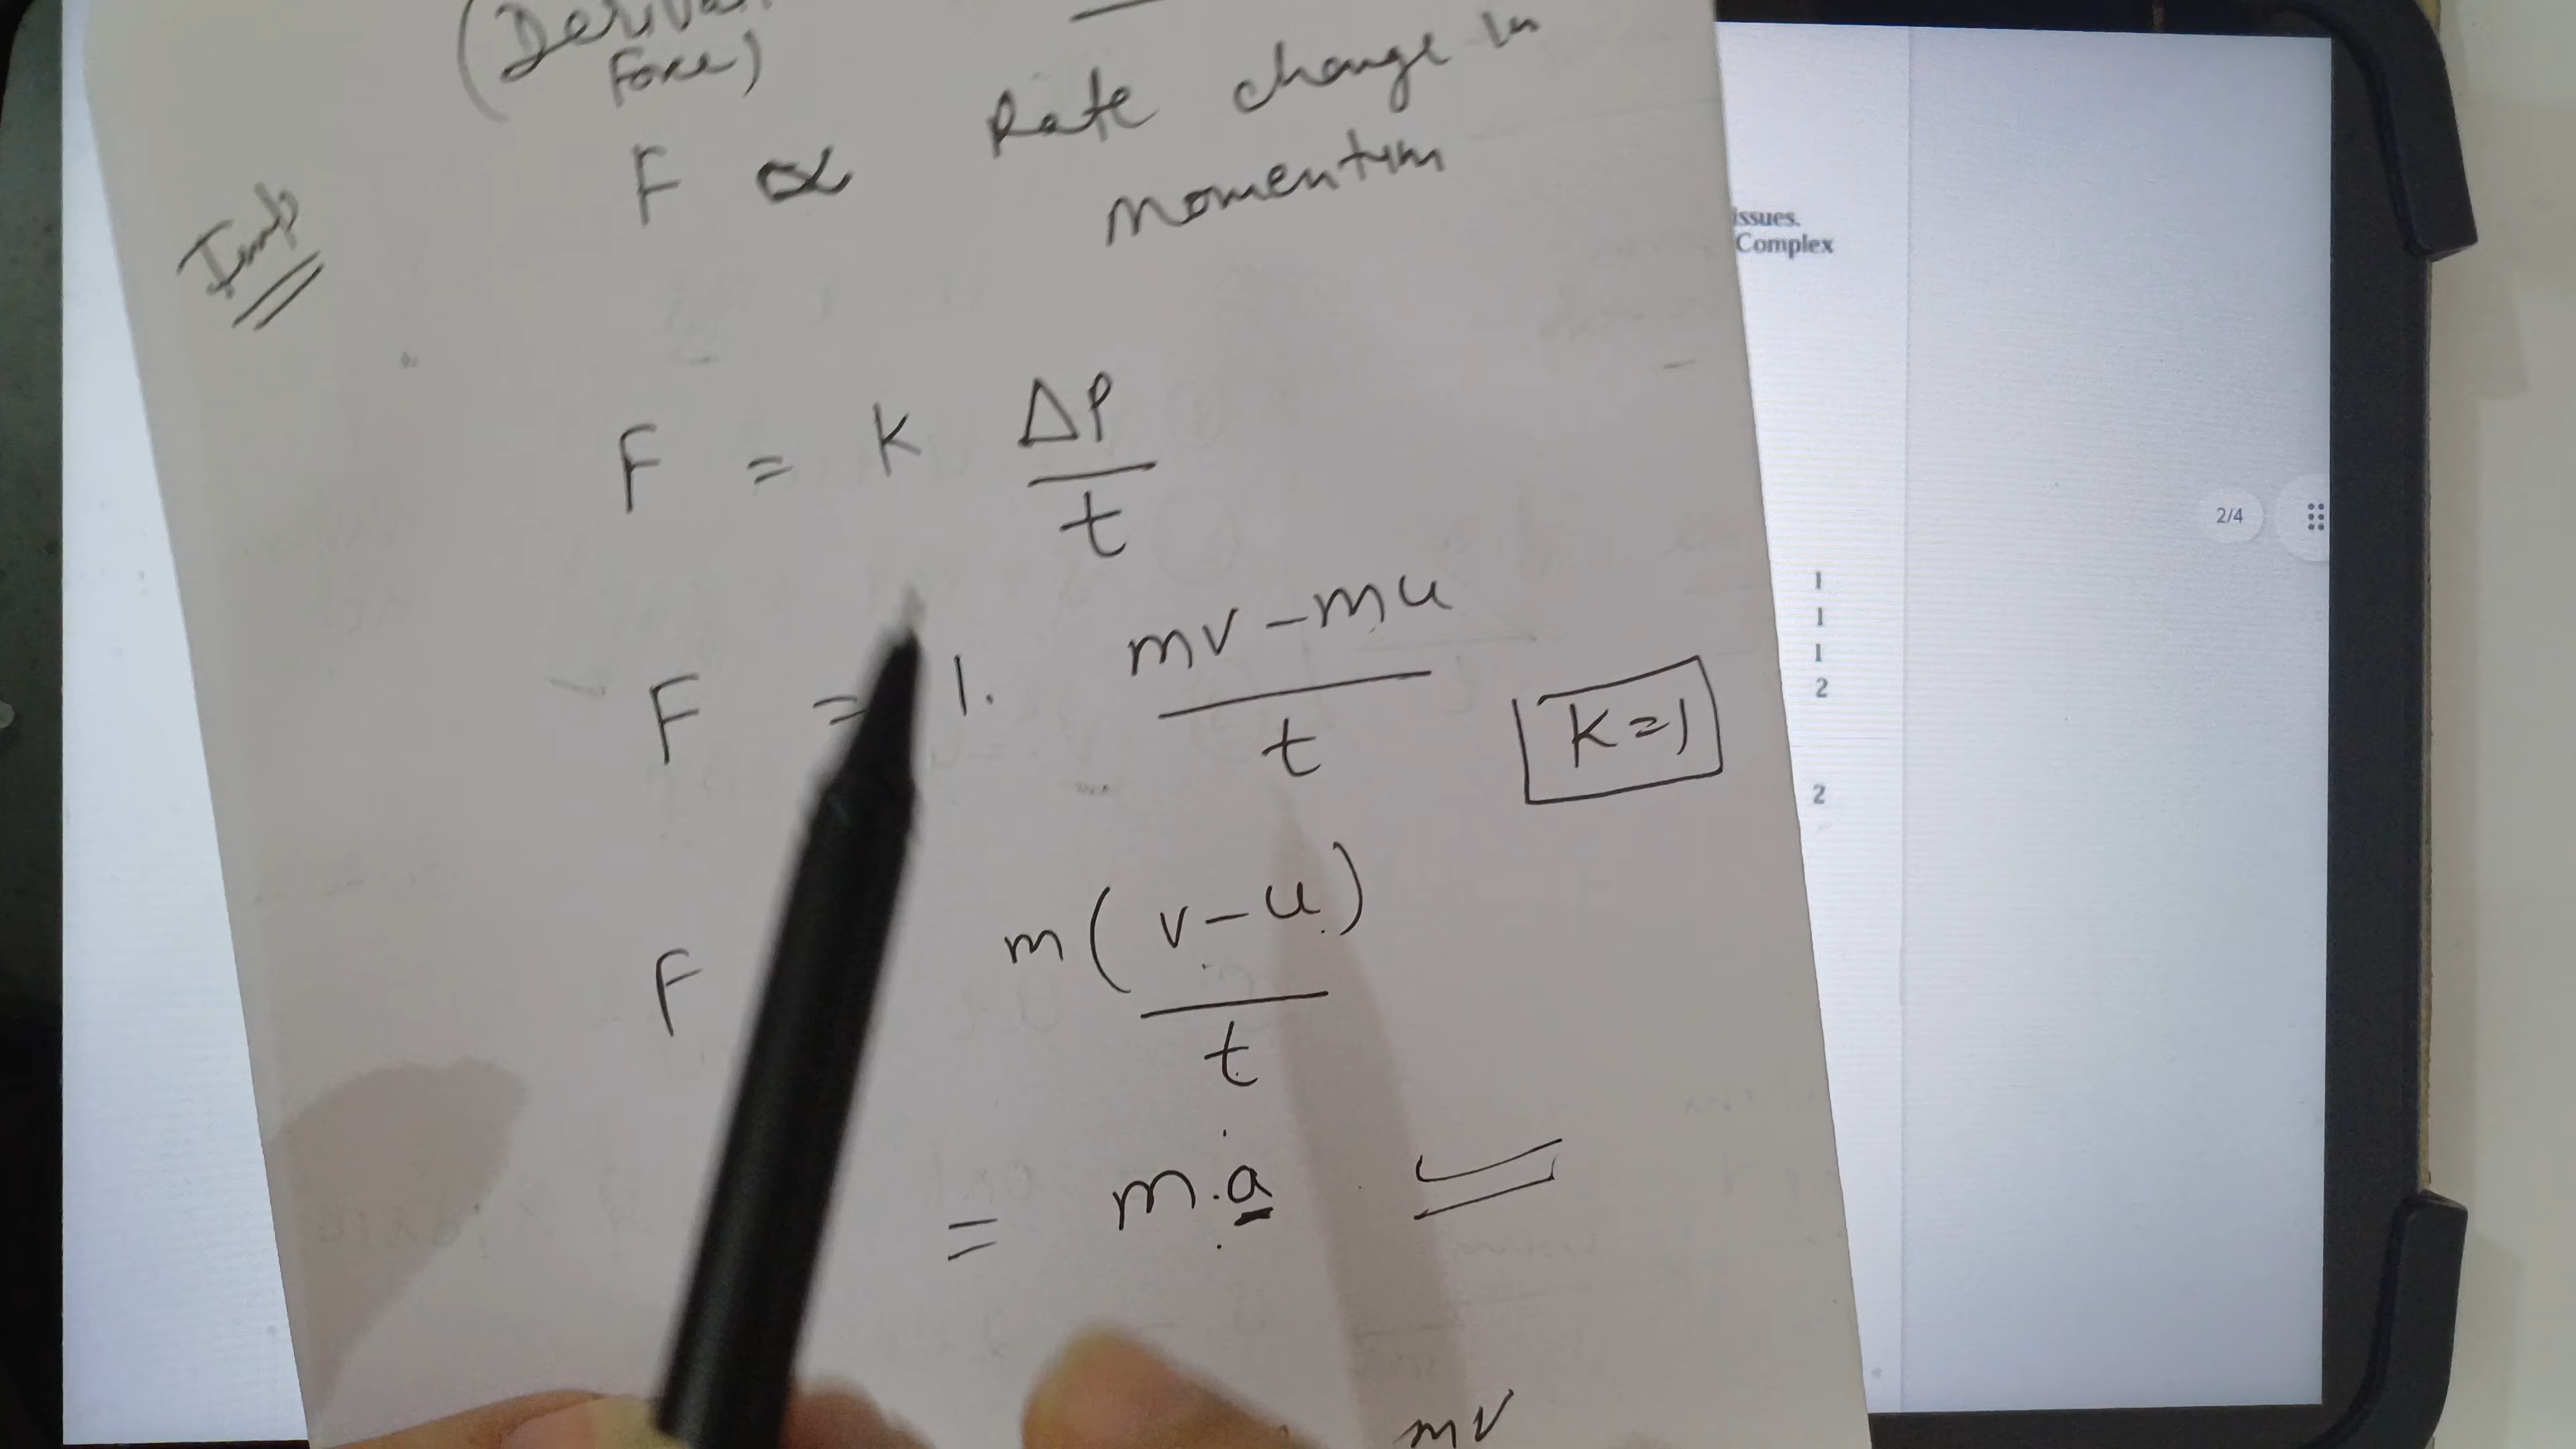 Force)
F ∝ Rate change in
momentum
Imp
F = K ΔP
t
F = 1. mv - mu
t
K = 1
F m(v-u)
t
= m.a
mv
issues.
Complex
2/4
1
1
1
2
2